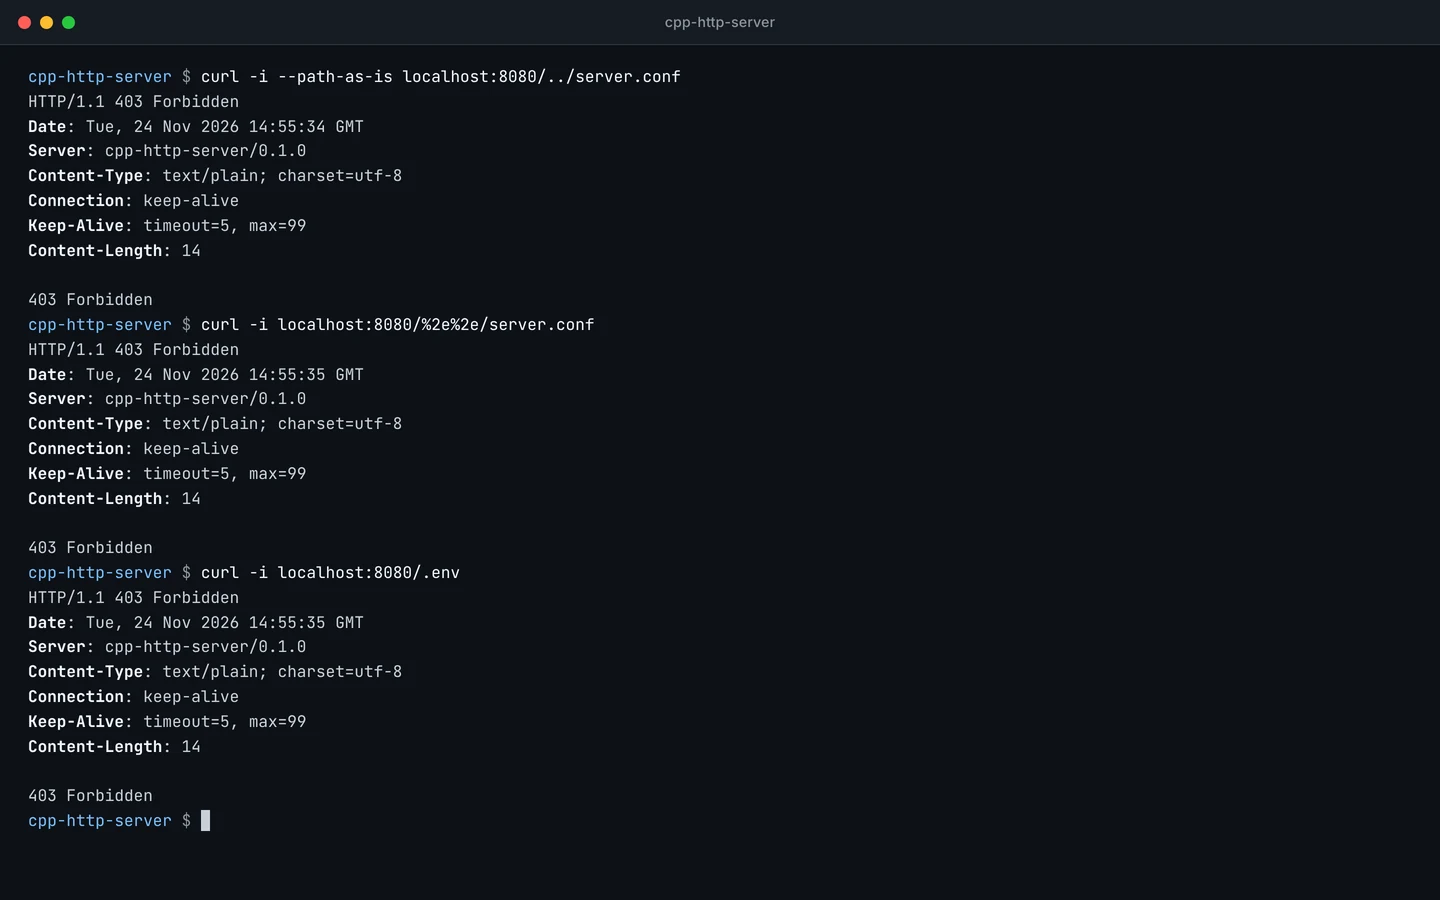 cpp-http-server
cpp-http-server $ curl -i --path-as-is localhost:8080/../server.conf
HTTP/1.1 403 Forbidden
Date: Tue, 24 Nov 2026 14:55:34 GMT
Server: cpp-http-server/0.1.0
Content-Type: text/plain; charset=utf-8
Connection: keep-alive
Keep-Alive: timeout=5, max=99
Content-Length: 14

403 Forbidden
cpp-http-server $ curl -i localhost:8080/%2e%2e/server.conf
HTTP/1.1 403 Forbidden
Date: Tue, 24 Nov 2026 14:55:35 GMT
Server: cpp-http-server/0.1.0
Content-Type: text/plain; charset=utf-8
Connection: keep-alive
Keep-Alive: timeout=5, max=99
Content-Length: 14

403 Forbidden
cpp-http-server $ curl -i localhost:8080/.env
HTTP/1.1 403 Forbidden
Date: Tue, 24 Nov 2026 14:55:35 GMT
Server: cpp-http-server/0.1.0
Content-Type: text/plain; charset=utf-8
Connection: keep-alive
Keep-Alive: timeout=5, max=99
Content-Length: 14

403 Forbidden
cpp-http-server $